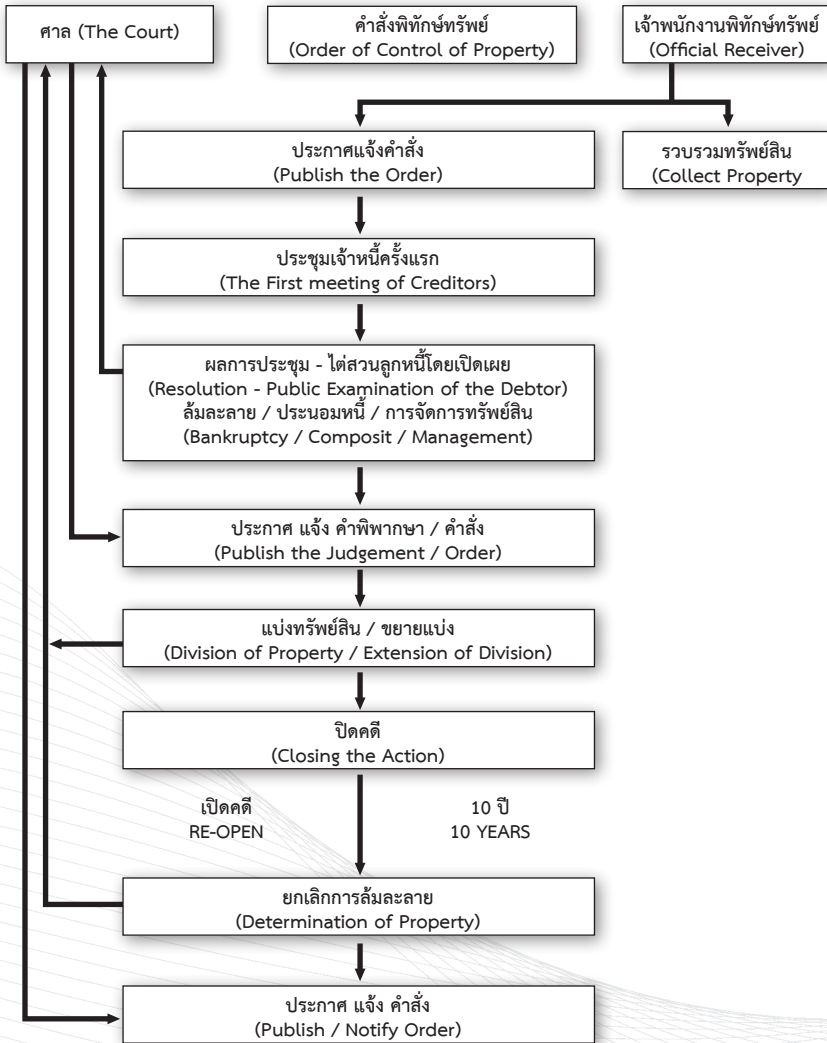 ศาล (The Court)
คำสั่งพิทักษ์ทรัพย์
(Order of Control of Property)
เจ้าพนักงานพิทักษ์ทรัพย์
(Official Receiver)
ประกาศแจ้งคำสั่ง
(Publish the Order)
รวบรวมทรัพย์สิน
(Collect Property
ประชุมเจ้าหนี้ครั้งแรก
(The First meeting of Creditors)
ผลการประชุม - ไต่สวนลูกหนี้โดยเปิดเผย
(Resolution - Public Examination of the Debtor)
ล้มละลาย / ประนอมหนี้ / การจัดการทรัพย์สิน
(Bankruptcy / Composit / Management)
ประกาศ แจ้ง คำพิพากษา / คำสั่ง
(Publish the Judgement / Order)
แบ่งทรัพย์สิน / ขยายแบ่ง
(Division of Property / Extension of Division)
ปิดคดี
(Closing the Action)
เปิดคดี
RE-OPEN
10 ปี
10 YEARS
ยกเลิกการล้มละลาย
(Determination of Property)
ประกาศ แจ้ง คำสั่ง
(Publish / Notify Order)